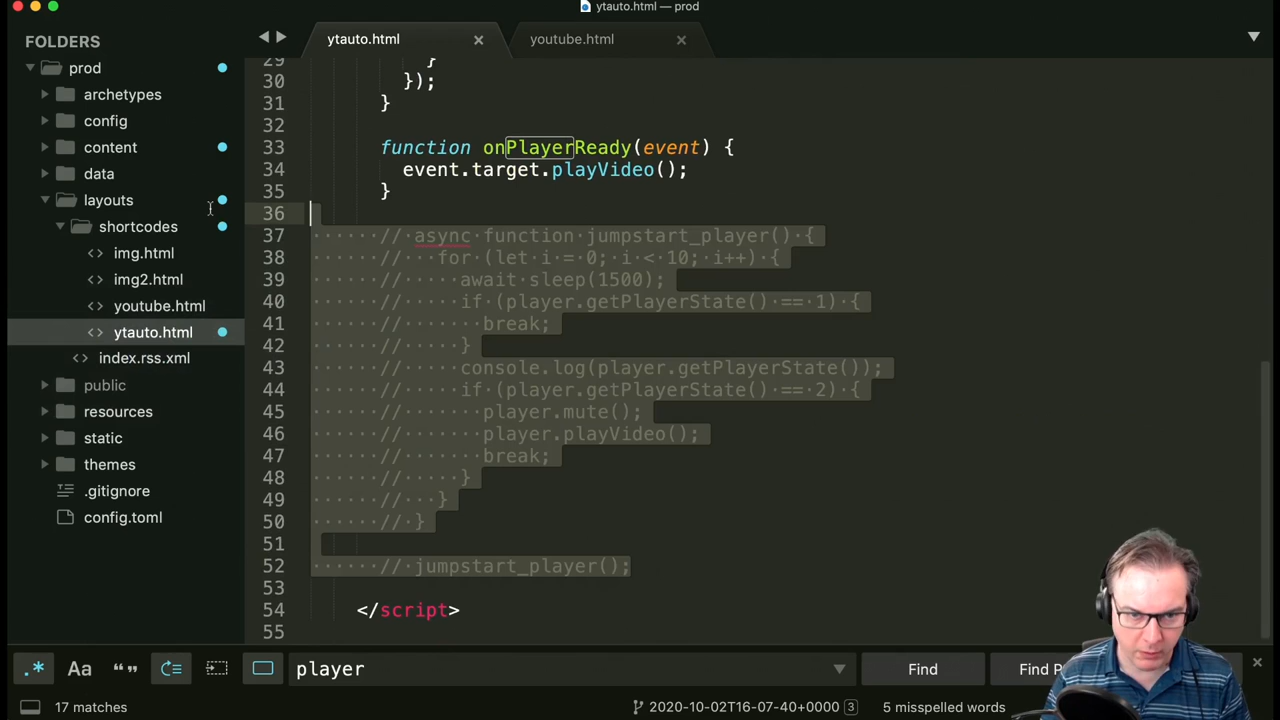 ytauto.html — prod
FOLDERS
prod
archetypes
config
content
data
layouts
shortcodes
<> img.html
<> img2.html
<> youtube.html
<> ytauto.html
<> index.rss.xml
public
resources
static
themes
.gitignore
config.toml
ytauto.html ×
youtube.html ×
29 }
30 });
31 }
32
33 function onPlayerReady(event) {
34 event.target.playVideo();
35 }
36
37 // async function jumpstart_player() {
38 // for (let i = 0; i < 10; i++) {
39 // await sleep(1500);
40 // if (player.getPlayerState() == 1) {
41 // break;
42 // }
43 // console.log(player.getPlayerState());
44 // if (player.getPlayerState() == 2) {
45 // player.mute();
46 // player.playVideo();
47 // break;
48 // }
49 // }
50 // }
51
52 // jumpstart_player();
53
54 </script>
55
.* Aa “” player Find Find P
17 matches 2020-10-02T16-07-40+0000 3 5 misspelled words